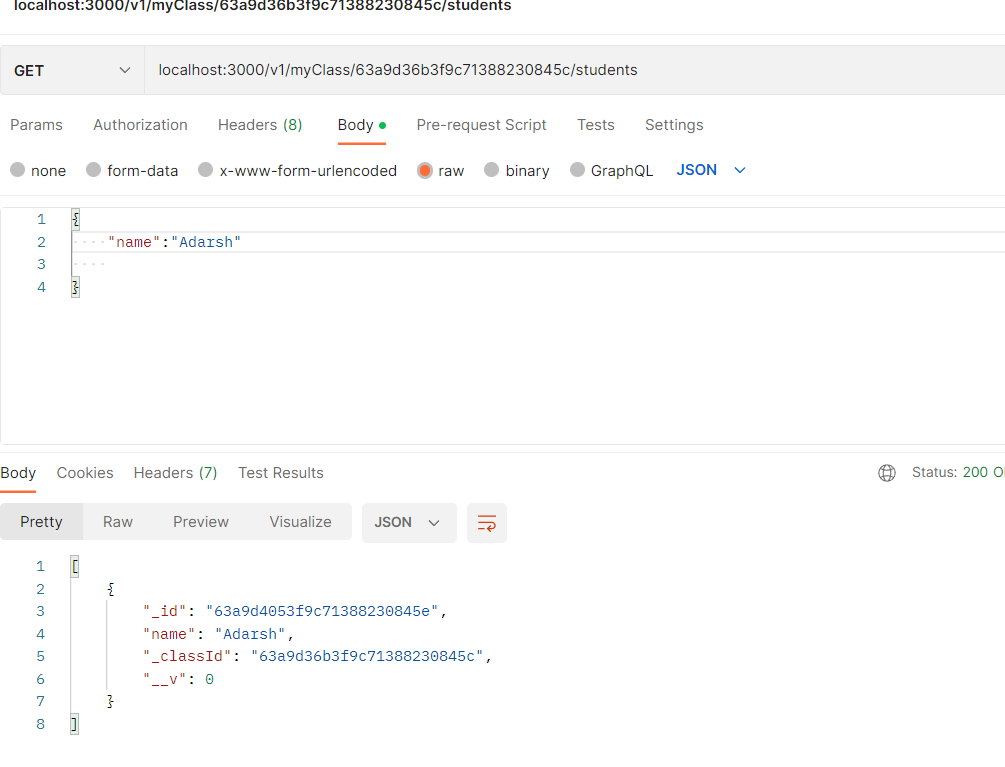 localhost:3000/v1/myClass/63a9d36b3f9c71388230845c/students
GET localhost:3000/v1/myClass/63a9d36b3f9c71388230845c/students
Params Authorization Headers (8) Body Pre-request Script Tests Settings
none form-data x-www-form-urlencoded raw binary GraphQL JSON
1 {
2 ····"name":"Adarsh"
3 ····
4 }
Body Cookies Headers (7) Test Results Status: 200 O
Pretty Raw Preview Visualize JSON
1 [
2 {
3 "_id": "63a9d4053f9c71388230845e",
4 "name": "Adarsh",
5 "_classId": "63a9d36b3f9c71388230845c",
6 "__v": 0
7 }
8 ]